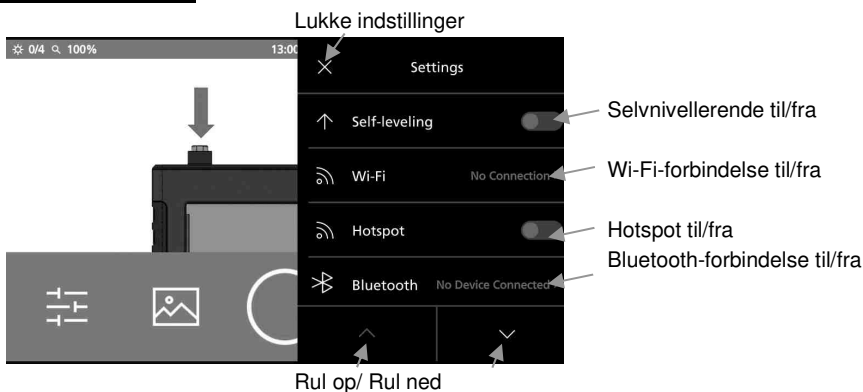 Lukke indstillinger
0/4 100% 13:00
Settings
Self-leveling
Selvnivellerende til/fra
Wi-Fi No Connection
Wi-Fi-forbindelse til/fra
Hotspot
Hotspot til/fra
Bluetooth No Device Connected
Bluetooth-forbindelse til/fra
Rul op/ Rul ned